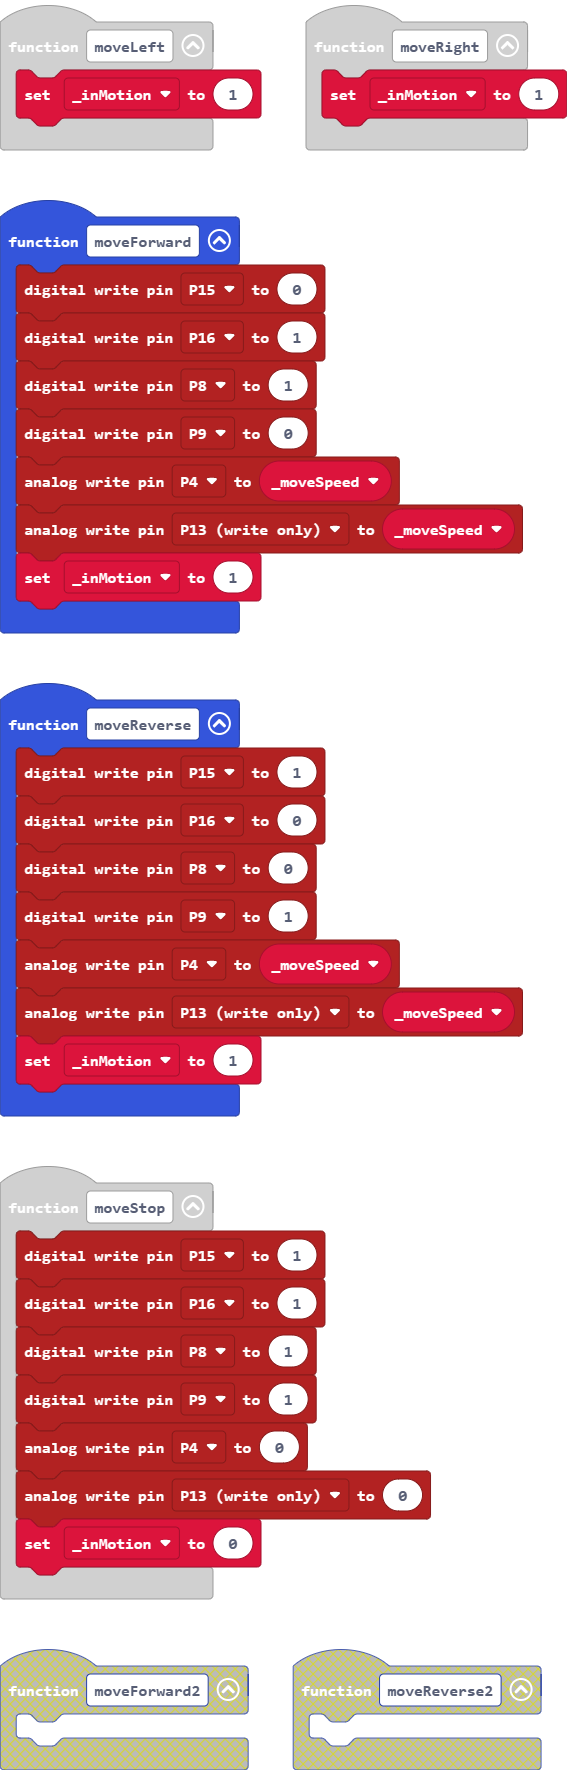 function moveLeft
set _inMotion to 1
function moveRight
set _inMotion to 1
function moveForward
digital write pin P15 to 0
digital write pin P16 to 1
digital write pin P8 to 1
digital write pin P9 to 0
analog write pin P4 to _moveSpeed
analog write pin P13 (write only) to _moveSpeed
set _inMotion to 1
function moveReverse
digital write pin P15 to 1
digital write pin P16 to 0
digital write pin P8 to 0
digital write pin P9 to 1
analog write pin P4 to _moveSpeed
analog write pin P13 (write only) to _moveSpeed
set _inMotion to 1
function moveStop
digital write pin P15 to 1
digital write pin P16 to 1
digital write pin P8 to 1
digital write pin P9 to 1
analog write pin P4 to 0
analog write pin P13 (write only) to 0
set _inMotion to 0
function moveForward2
function moveReverse2